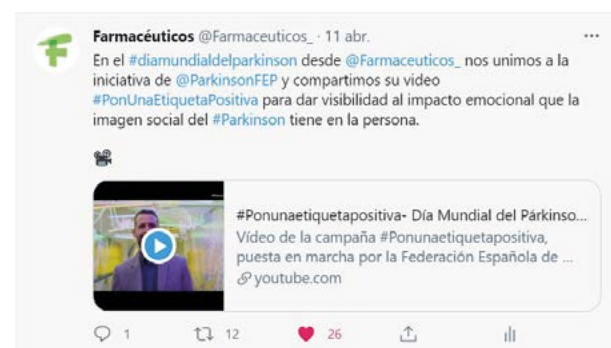 Farmacéuticos @Farmaceuticos_ · 11 abr.
En el #diamundialdelparkinson desde @Farmaceuticos_ nos unimos a la
iniciativa de @ParkinsonFEP y compartimos su video
#PonUnaEtiquetaPositiva para dar visibilidad al impacto emocional que la
imagen social del #Parkinson tiene en la persona.
#Ponunaetiquetapositiva- Día Mundial del Párkinso...
Vídeo de la campaña #Ponunaetiquetapositiva,
puesta en marcha por la Federación Española de ...
youtube.com
1 12 26